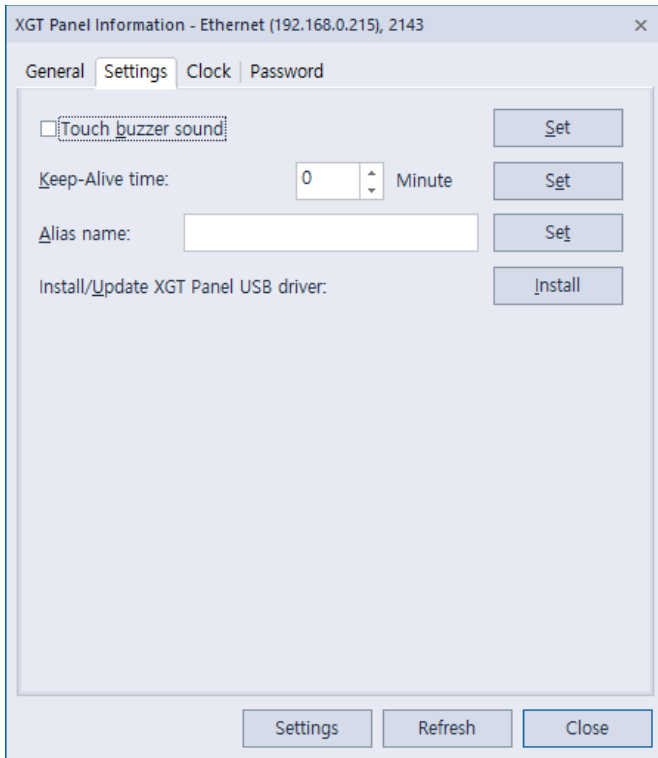 XGT Panel Information - Ethernet (192.168.0.215), 2143
General Settings Clock Password
Touch buzzer sound Set
Keep-Alive time: 0 Minute Set
Alias name: Set
Install/Update XGT Panel USB driver: Install
Settings Refresh Close